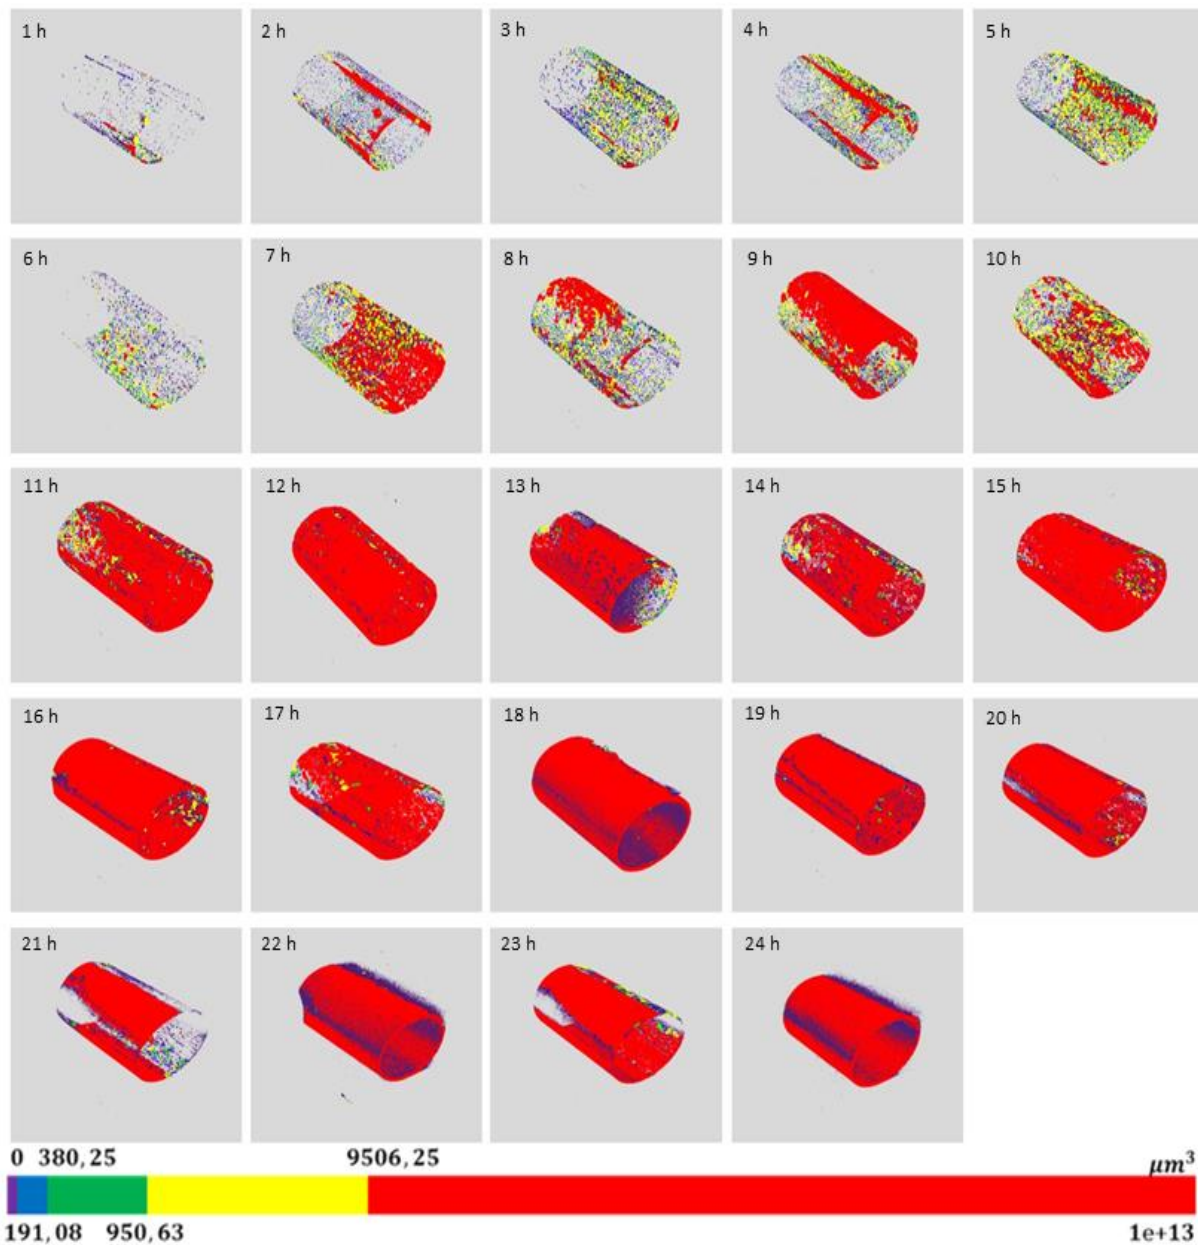 1 h
2 h
3 h
4 h
5 h
6 h
7 h
8 h
9 h
10 h
11 h
12 h
13 h
14 h
15 h
16 h
17 h
18 h
19 h
20 h
21 h
22 h
23 h
24 h
0 380,25 9506,25 μm³
191,08 950,63 1e+13